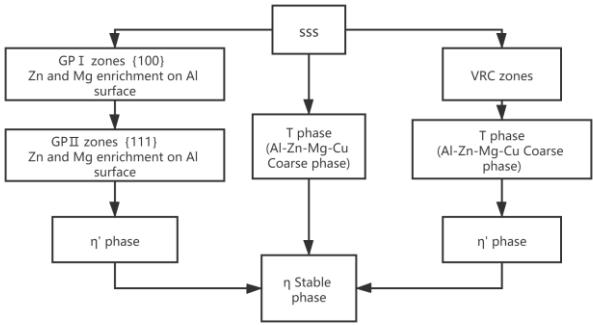 sss
GP I zones {100}
Zn and Mg enrichment on Al
surface
VRC zones
T phase
(Al-Zn-Mg-Cu
Coarse phase)
T phase
(Al-Zn-Mg-Cu Coarse
phase)
GPII zones {111}
Zn and Mg enrichment on Al
surface
η' phase
η' phase
η Stable
phase